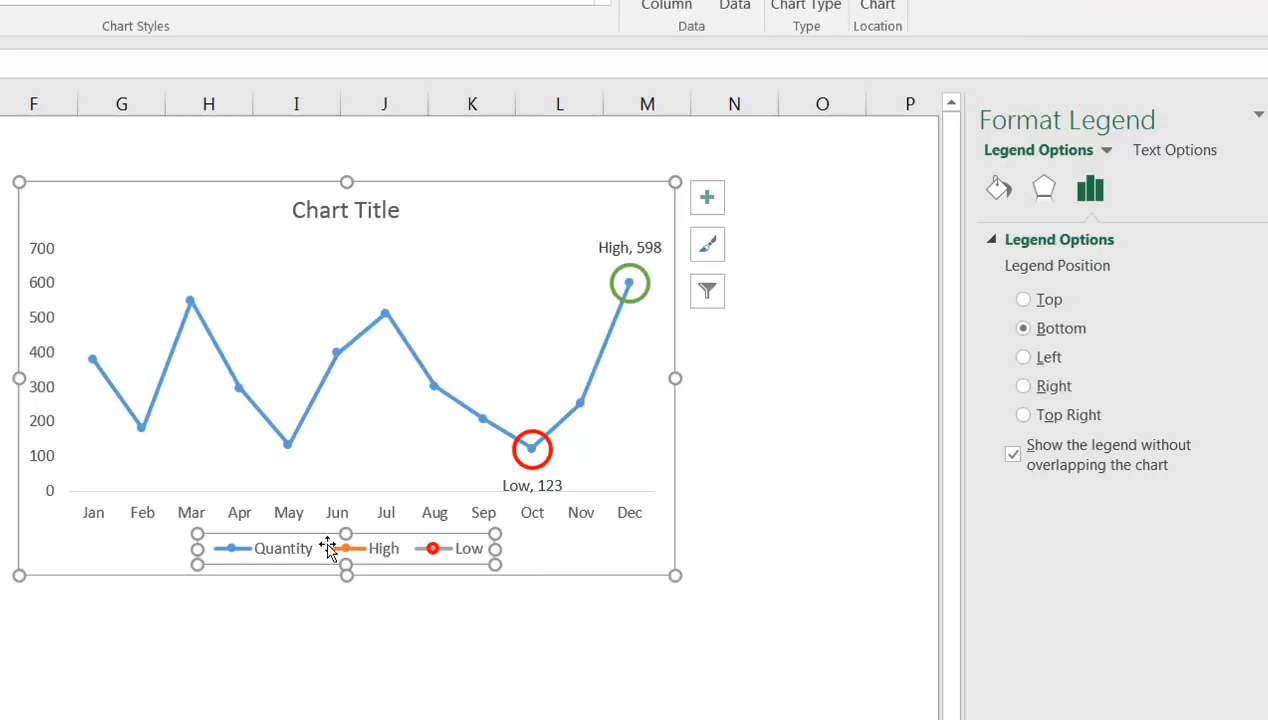 Column Data Chart Type Chart
Chart Styles Data Type Location
F G H I J K L M N O P
Format Legend
Legend Options Text Options
Legend Options
Legend Position
Top
Bottom
Left
Right
Top Right
Show the legend without
overlapping the chart
Chart Title
700
600
500
400
300
200
100
0
High, 598
Low, 123
Jan Feb Mar Apr May Jun Jul Aug Sep Oct Nov Dec
Quantity High Low